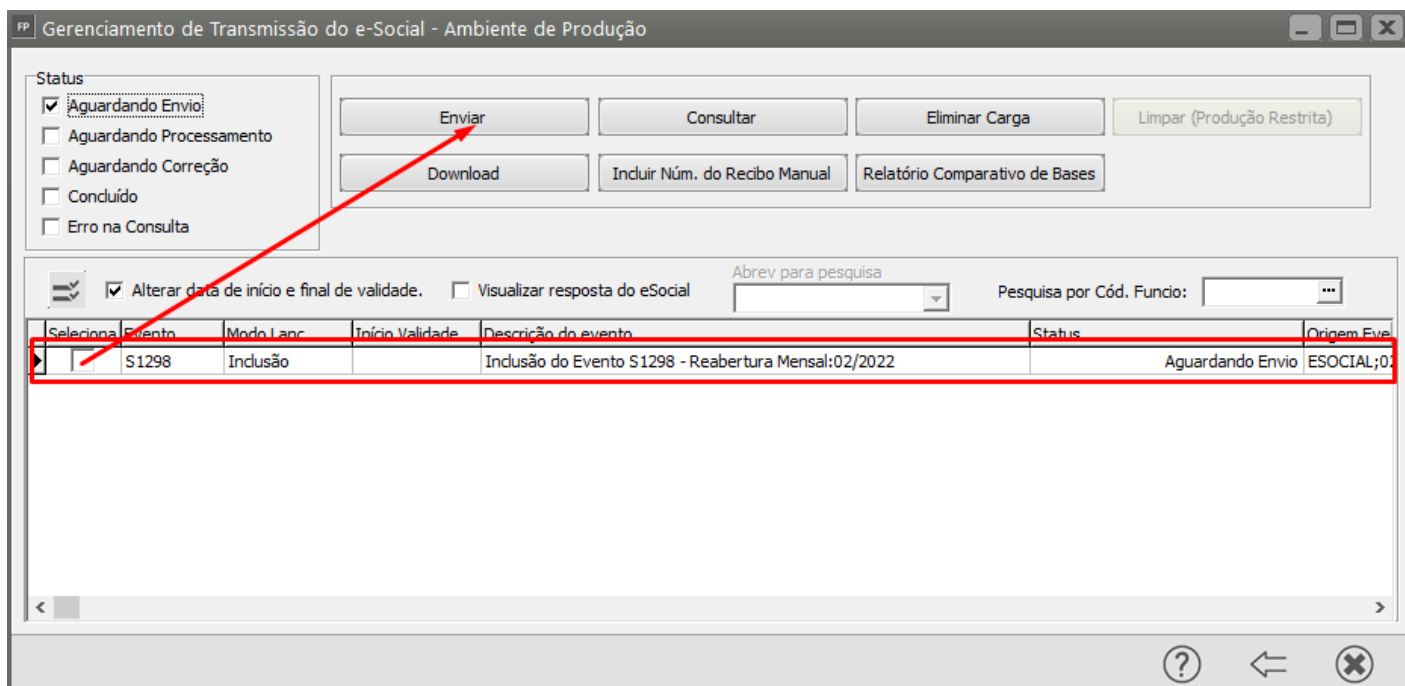 FP Gerenciamento de Transmissão do e-Social - Ambiente de Produção
Status
Aguardando Envio
Aguardando Processamento
Aguardando Correção
Concluído
Erro na Consulta
Enviar Consultar Eliminar Carga Limpar (Produção Restrita)
Download Incluir Núm. do Recibo Manual Relatório Comparativo de Bases
Alterar data de início e final de validade. Visualizar resposta do eSocial Abrev para pesquisa Pesquisa por Cód. Funcio: ...
Seleciona Evento Modo Lanc Início Validade Descrição do evento Status Origem Eve
S1298 Inclusão Inclusão do Evento S1298 - Reabertura Mensal:02/2022 Aguardando Envio ESOCIAL;02
?